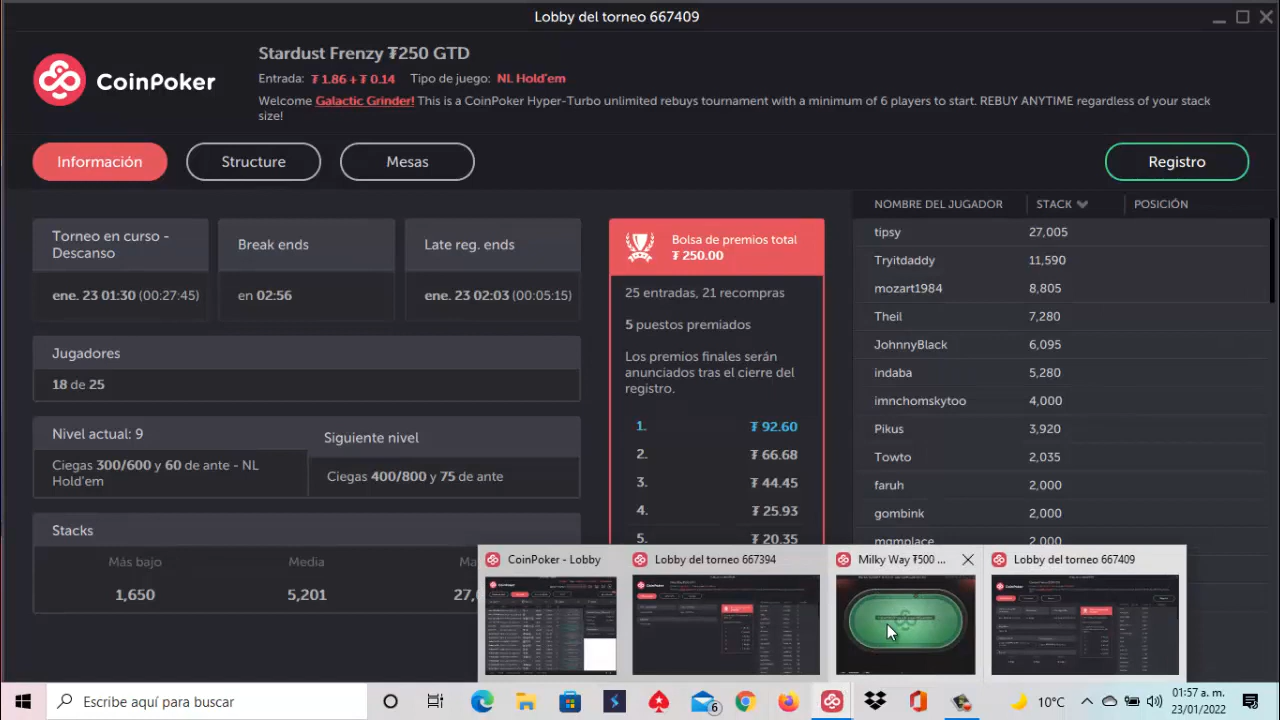 Lobby del torneo 667409
CoinPoker
Stardust Frenzy ₮250 GTD
Entrada: ₮ 1.86 + ₮ 0.14 Tipo de juego: NL Hold'em
Welcome Galactic Grinder! This is a CoinPoker Hyper-Turbo unlimited rebuys tournament with a minimum of 6 players to start. REBUY ANYTIME regardless of your stack
size!
Información Structure Mesas Registro
Torneo en curso -
Descanso
ene. 23 01:30 (00:27:45)
Break ends
en 02:56
Late reg. ends
ene. 23 02:03 (00:05:15)
Jugadores
18 de 25
Nivel actual: 9
Ciegas 300/600 y 60 de ante - NL
Hold'em
Siguiente nivel
Ciegas 400/800 y 75 de ante
Stacks
Más bajo Media Ma
1,650 5,201 27,
Bolsa de premios total
₮ 250.00
25 entradas, 21 recompras
5 puestos premiados
Los premios finales serán
anunciados tras el cierre del
registro.
1. ₮ 92.60
2. ₮ 66.68
3. ₮ 44.45
4. ₮ 25.93
5. ₮ 20.35
NOMBRE DEL JUGADOR STACK POSICIÓN
tipsy 27,005
Tryitdaddy 11,590
mozart1984 8,805
Theil 7,280
JohnnyBlack 6,095
indaba 5,280
imnchomskytoo 4,000
Pikus 3,920
Towto 2,035
faruh 2,000
gombink 2,000
mgmplace 2,000
CoinPoker - Lobby
Lobby del torneo 667394
Milky Way ₮500 ...
Lobby del torneo 667409
Escribe aquí para buscar
6
10°C
01:57 a. m.
23/01/2022